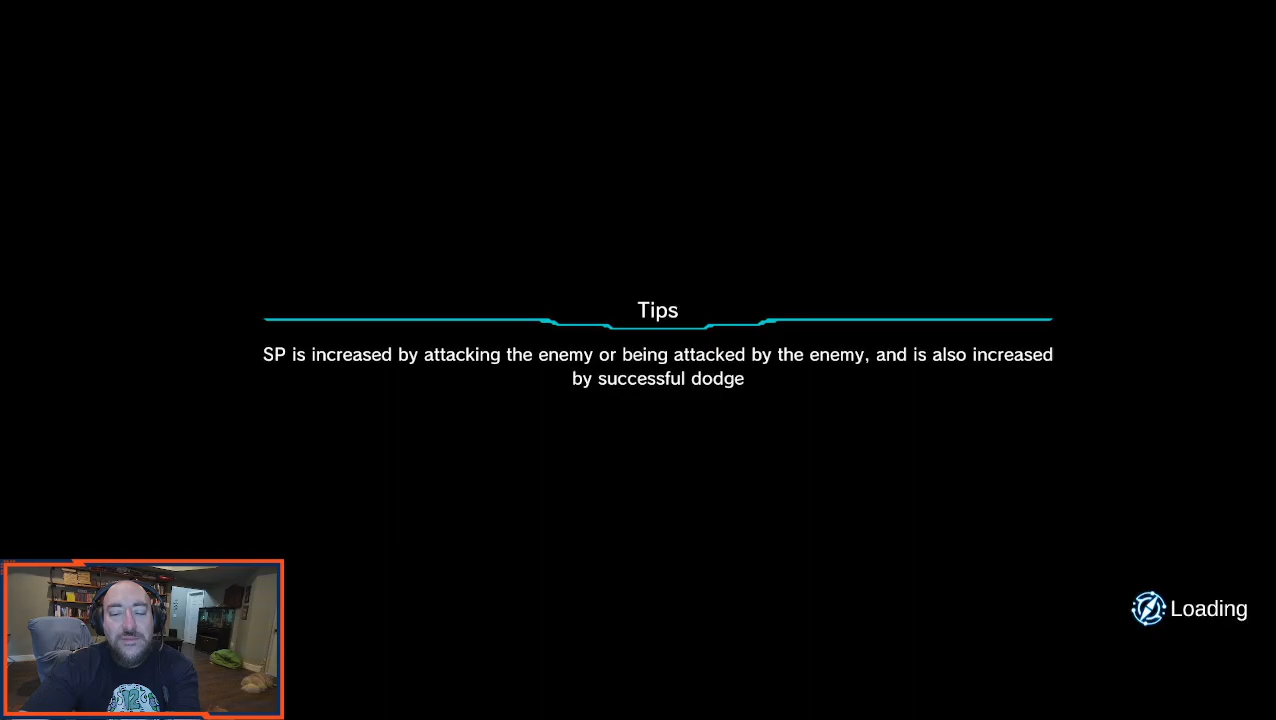 Tips
SP is increased by attacking the enemy or being attacked by the enemy, and is also increased
by successful dodge
Loading